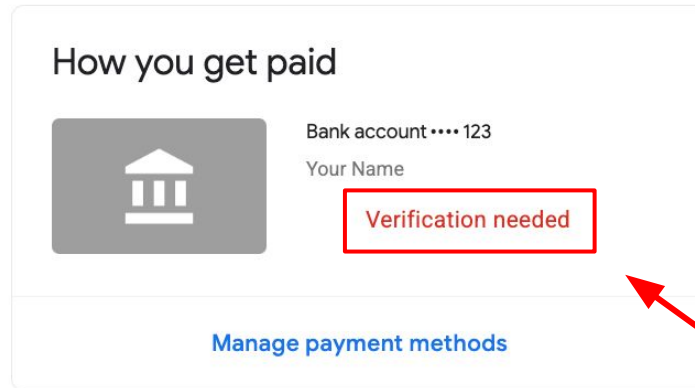 How you get paid
Bank account •••• 123
Your Name
Verification needed
Manage payment methods